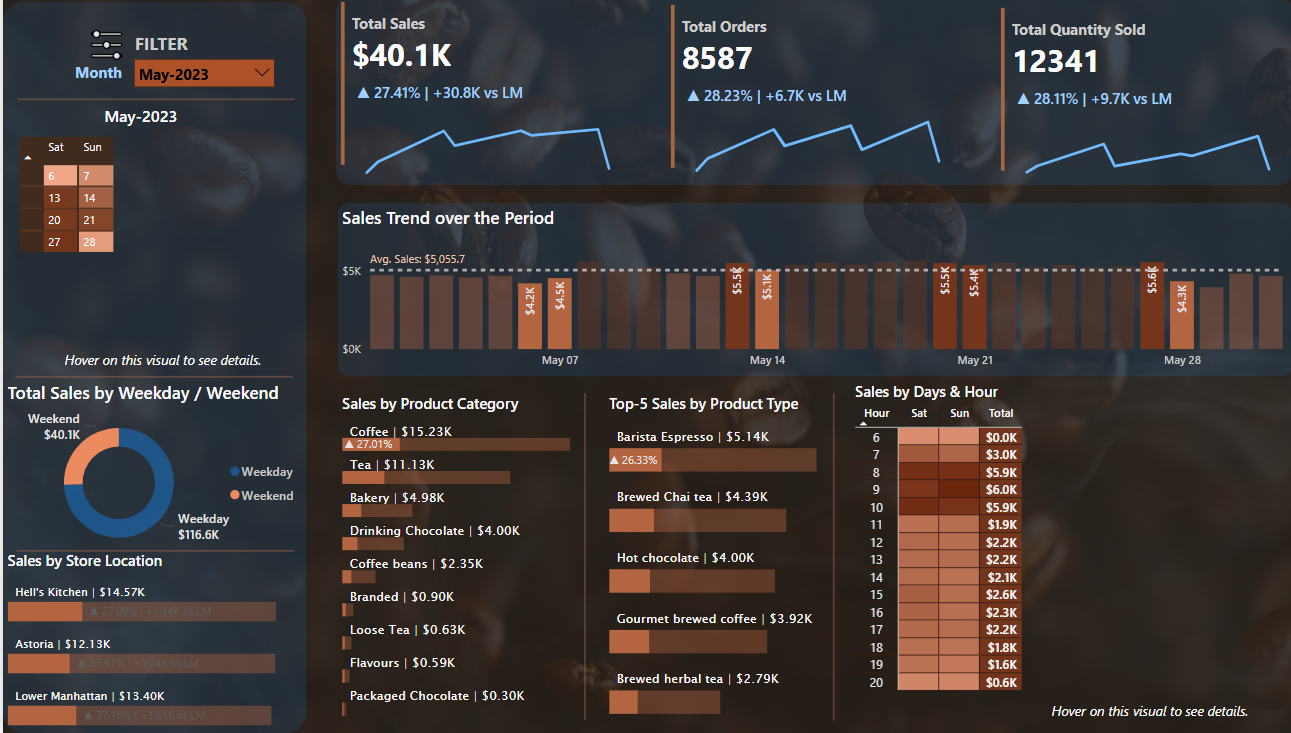 FILTER
Month
May-2023
May-2023
Sat Sun
6 7
13 14
20 21
27 28
Hover on this visual to see details.
Total Sales by Weekday / Weekend
Weekend
$40.1K
Weekday
Weekend
Weekday
$116.6K
Sales by Store Location
Hell's Kitchen | $14.57K
▲ 27.09% | +10.4K vs LM
Astoria | $12.13K
▲ 27.97% | +10.4K vs LM
Lower Manhattan | $13.40K
▲ 27.16% | +10.1K vs LM
Total Sales
$40.1K
▲ 27.41% | +30.8K vs LM
Total Orders
8587
▲ 28.23% | +6.7K vs LM
Total Quantity Sold
12341
▲ 28.11% | +9.7K vs LM
Sales Trend over the Period
Avg. Sales: $5,055.7
$5K
$0K
$4.2K
$4.5K
$5.5K
$5.1K
$5.5K
$5.4K
$5.6K
$4.3K
May 07
May 14
May 21
May 28
Sales by Product Category
Coffee | $15.23K
▲ 27.01%
Tea | $11.13K
Bakery | $4.98K
Drinking Chocolate | $4.00K
Coffee beans | $2.35K
Branded | $0.90K
Loose Tea | $0.63K
Flavours | $0.59K
Packaged Chocolate | $0.30K
Top-5 Sales by Product Type
Barista Espresso | $5.14K
▲ 26.33%
Brewed Chai tea | $4.39K
Hot chocolate | $4.00K
Gourmet brewed coffee | $3.92K
Brewed herbal tea | $2.79K
Sales by Days & Hour
Hour Sat Sun Total
6 $0.0K
7 $3.0K
8 $5.9K
9 $6.0K
10 $5.9K
11 $1.9K
12 $2.2K
13 $2.2K
14 $2.1K
15 $2.6K
16 $2.3K
17 $2.2K
18 $1.8K
19 $1.6K
20 $0.6K
Hover on this visual to see details.